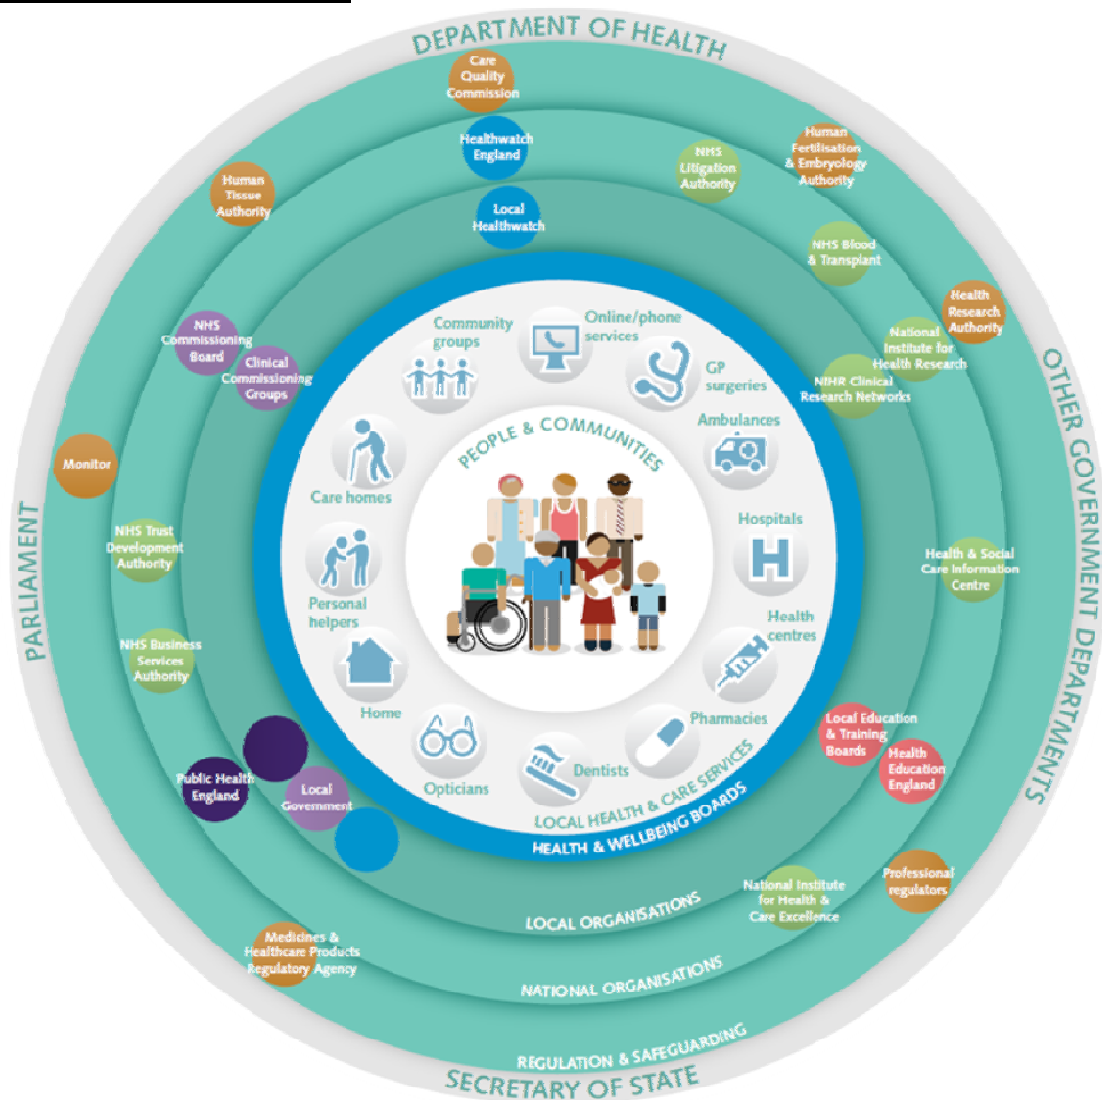 DEPARTMENT OF HEALTH
Care
Quality
Commission
Healthwatch
England
Local
Healthwatch
NHS
Litigation
Authority
Human
Fertilisation
& Embryology
Authority
Human
Tissue
Authority
NHS Blood
& Transplant
Health
Research
Authority
National
Institute for
Health Research
NIHR Clinical
Research Networks
NHS
Commissioning
Board
Clinical
Commissioning
Groups
Monitor
NHS Trust
Development
Authority
NHS Business
Services
Authority
Public Health
England
Local
Government
Medicines &
Healthcare Products
Regulatory Agency
Health & Social
Care Information
Centre
Local Education
& Training
Boards
Health
Education
England
Professional
regulators
National Institute
for Health &
Care Excellence
PARLIAMENT
OTHER GOVERNMENT DEPARTMENTS
Community
groups
Online/phone
services
GP
surgeries
Ambulances
Hospitals
H
Health
centres
Pharmacies
Dentists
Opticians
Home
Personal
helpers
Care homes
PEOPLE & COMMUNITIES
LOCAL HEALTH & CARE SERVICES
HEALTH & WELLBEING BOARDS
LOCAL ORGANISATIONS
NATIONAL ORGANISATIONS
REGULATION & SAFEGUARDING
SECRETARY OF STATE